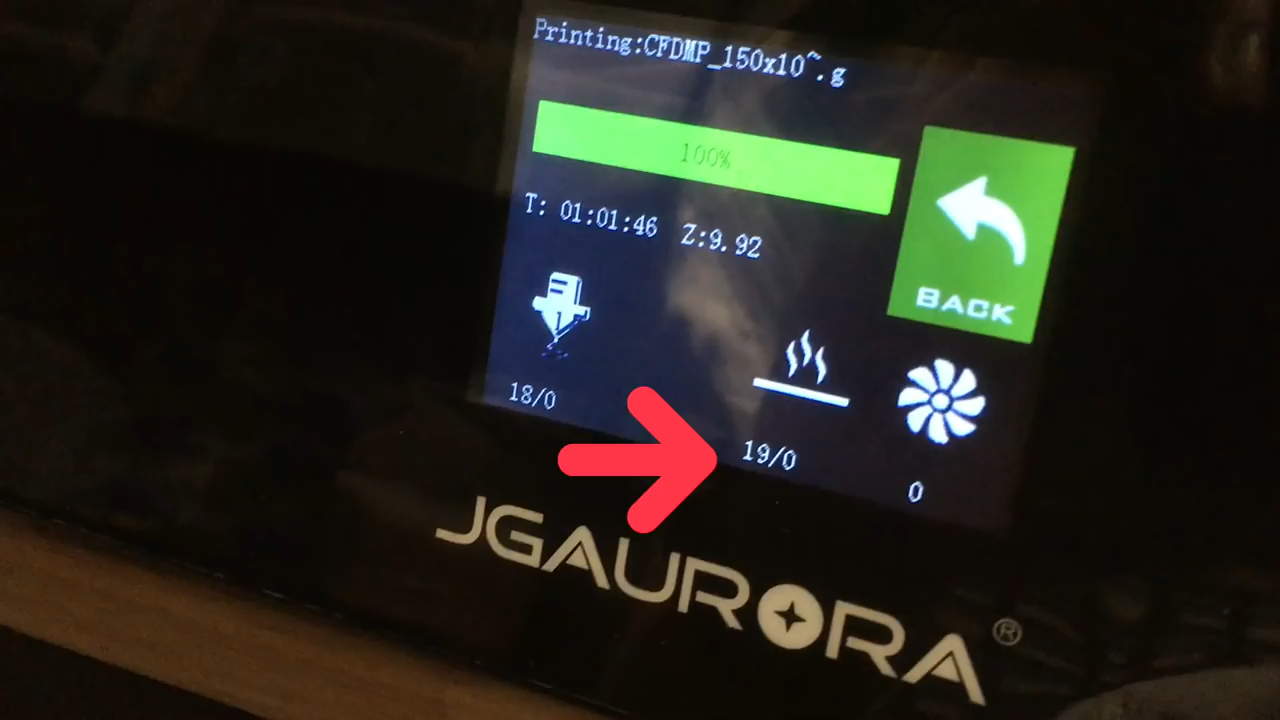 Printing:CFDMP_150x10~.g
100%
T: 01:01:46 Z:9.92
BACK
18/0
19/0
0
JGAURORA®